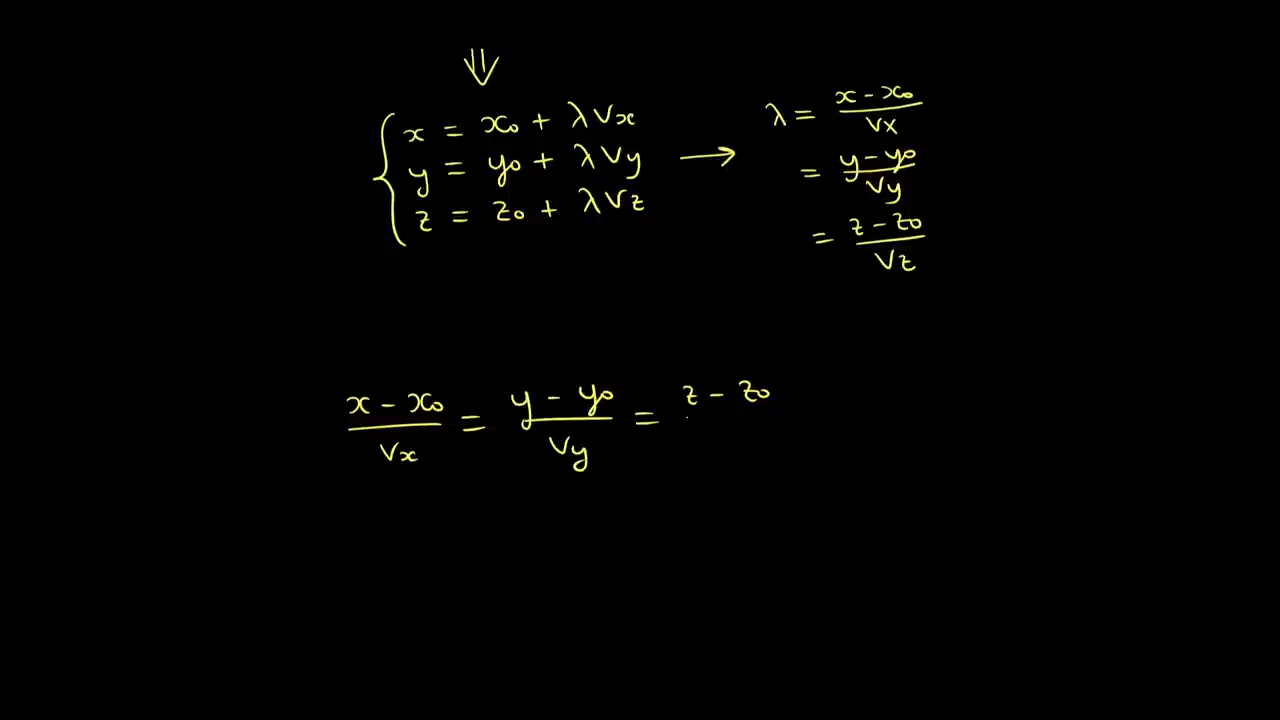 ⇓
x = x₀ + λVx
y = y₀ + λVy
z = z₀ + λVz
→
λ = (x − x₀)/Vx
= (y − y₀)/Vy
= (z − z₀)/Vz
(x − x₀)/Vx = (y − y₀)/Vy = z − z₀